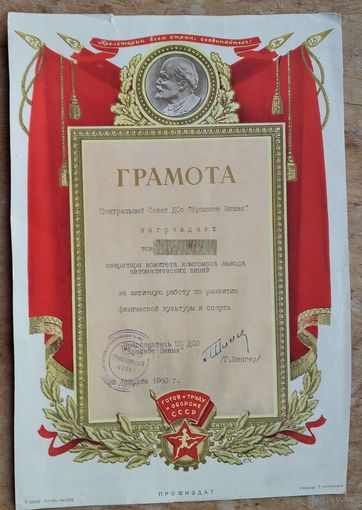 Пролетарии всех стран, соединяйтесь!
ГРАМОТА
Центральный Совет ДСО "Красное Знамя"
награждает
тов
секретаря комитета комсомола завода
автоматических линий
за активную работу по развитию
физической культуры и спорта
Председатель ЦС ДСО
"Красное Знамя"
/Г.Шингер/
1960 г.
ГОТОВ К ТРУДУ
И ОБОРОНЕ
СССР
ПРОФИЗДАТ